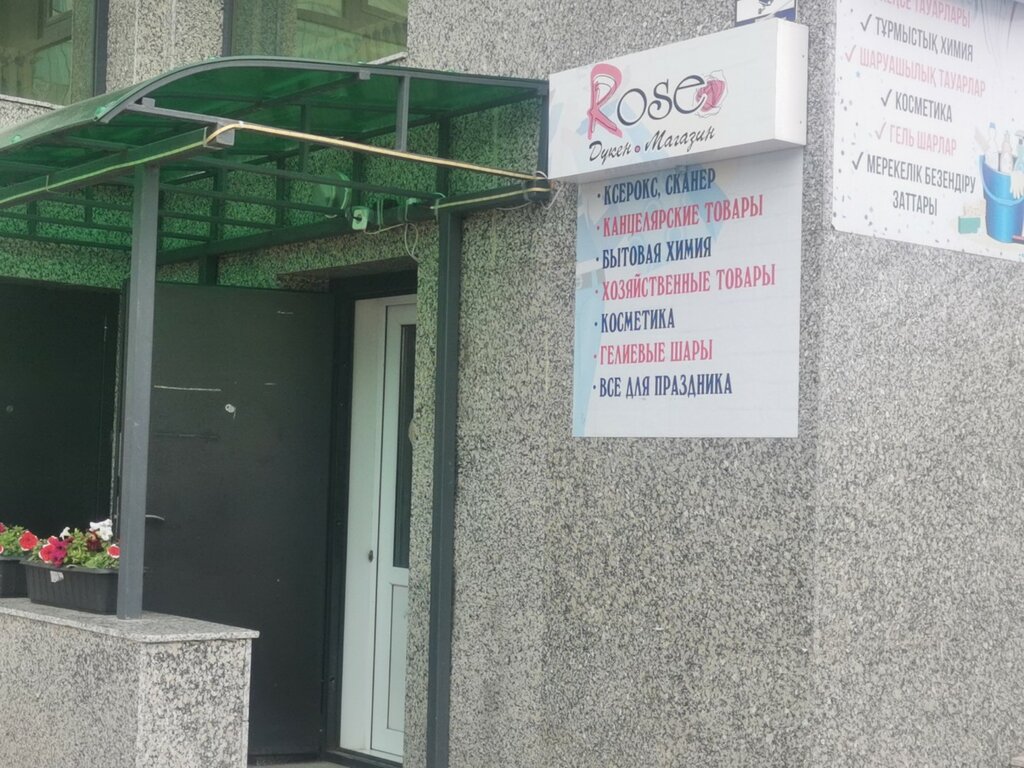 Rose
Дүкен • Магазин
• КСЕРОКС, СКАНЕР
• КАНЦЕЛЯРСКИЕ ТОВАРЫ
• БЫТОВАЯ ХИМИЯ
• ХОЗЯЙСТВЕННЫЕ ТОВАРЫ
• КОСМЕТИКА
• ГЕЛИЕВЫЕ ШАРЫ
• ВСЕ ДЛЯ ПРАЗДНИКА
ТАУАРЛАРЫ
✓ ТҰРМЫСТЫҚ ХИМИЯ
✓ ШАРУАШЫЛЫҚ ТАУАРЛАР
✓ КОСМЕТИКА
✓ ГЕЛЬ ШАРЛАР
✓ МЕРЕКЕЛІК БЕЗЕНДІРУ
ЗАТТАРЫ